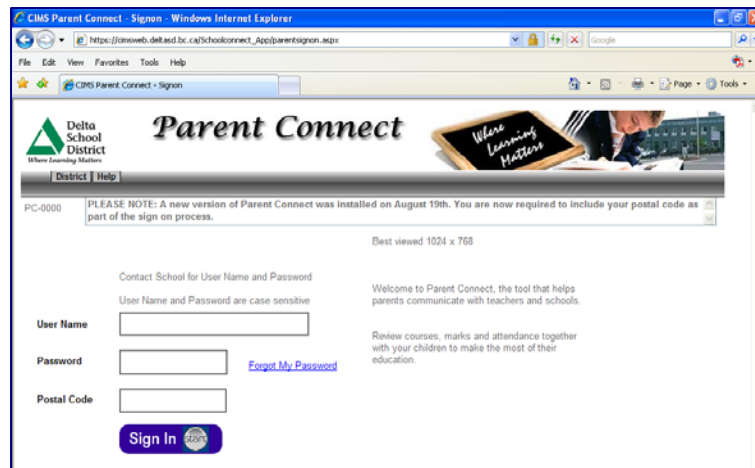 CIMS Parent Connect - Signon - Windows Internet Explorer
https://cimsweb.deltasd.bc.ca/Schoolconnect_App/parentsignon.aspx
Google
File Edit View Favorites Tools Help
CIMS Parent Connect - Signon
Page Tools
Delta
School
District
Where Learning Matters
Parent Connect
Where
Learning
Matters
District Help
PC-0000
PLEASE NOTE: A new version of Parent Connect was installed on August 19th. You are now required to include your postal code as
part of the sign on process.
Best viewed 1024 x 768
Contact School for User Name and Password
User Name and Password are case sensitive
Welcome to Parent Connect, the tool that helps
parents communicate with teachers and schools.
Review courses, marks and attendance together
with your children to make the most of their
education.
User Name
Password
Forgot My Password
Postal Code
Sign In start